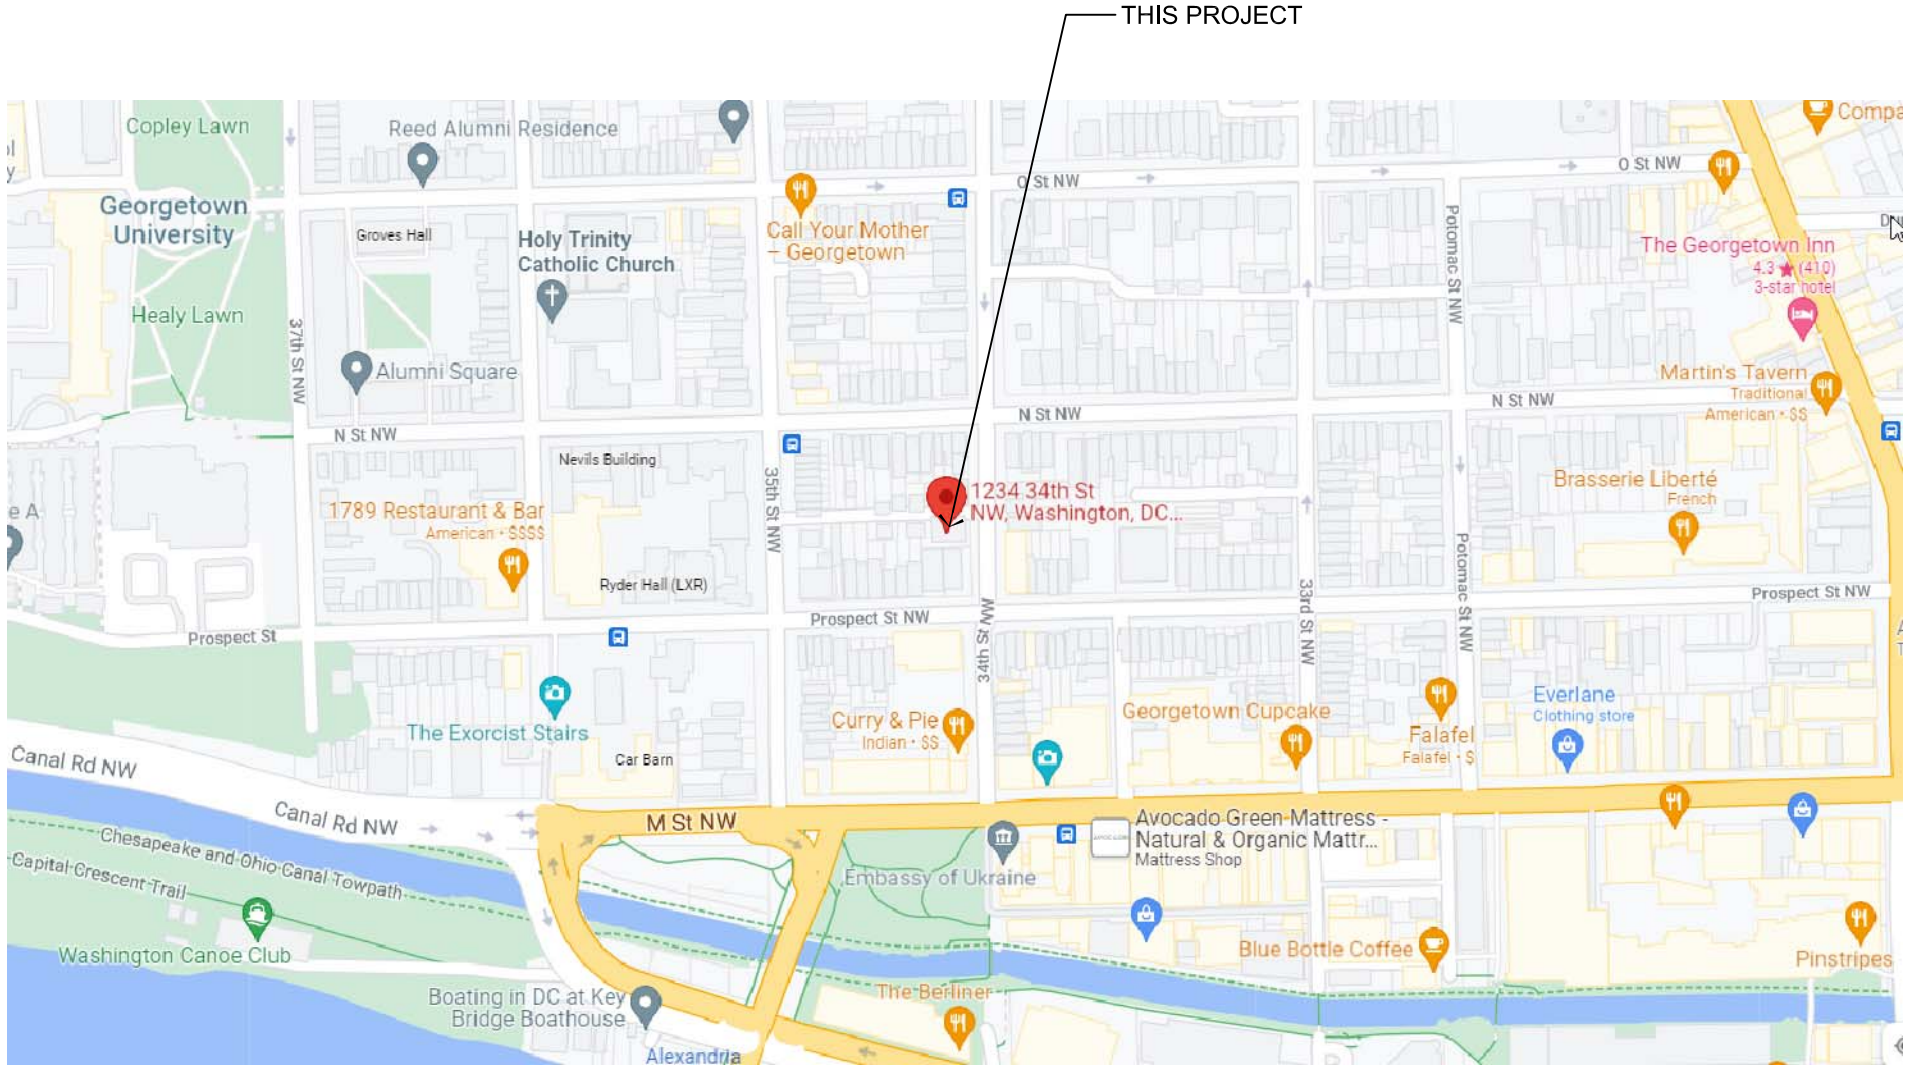 THIS PROJECT
Copley Lawn
Reed Alumni Residence
Compa
O St NW
O St NW
Georgetown
University
Groves Hall
Holy Trinity
Catholic Church
Call Your Mother
– Georgetown
Potomac St NW
The Georgetown Inn
4.3 ★ (410)
3-star hotel
Healy Lawn
37th St NW
Alumni Square
Martin's Tavern
Traditional
American • $$
N St NW
N St NW
N St NW
Nevils Building
35th St NW
1234 34th St
NW, Washington, DC...
Brasserie Liberté
French
1789 Restaurant & Bar
American • $$$$
e A
Ryder Hall (LXR)
Potomac St NW
33rd St NW
Prospect St NW
Prospect St NW
Prospect St
34th St NW
The Exorcist Stairs
Curry & Pie
Indian • $$
Georgetown Cupcake
Falafel
Falafel • $
Everlane
Clothing store
Car Barn
Canal Rd NW
Canal Rd NW
M St NW
Avocado Green Mattress -
Natural & Organic Mattr...
Mattress Shop
Chesapeake and Ohio Canal Towpath
Capital Crescent Trail
Embassy of Ukraine
Washington Canoe Club
Blue Bottle Coffee
Pinstripes
Boating in DC at Key
Bridge Boathouse
The Berliner
Alexandria